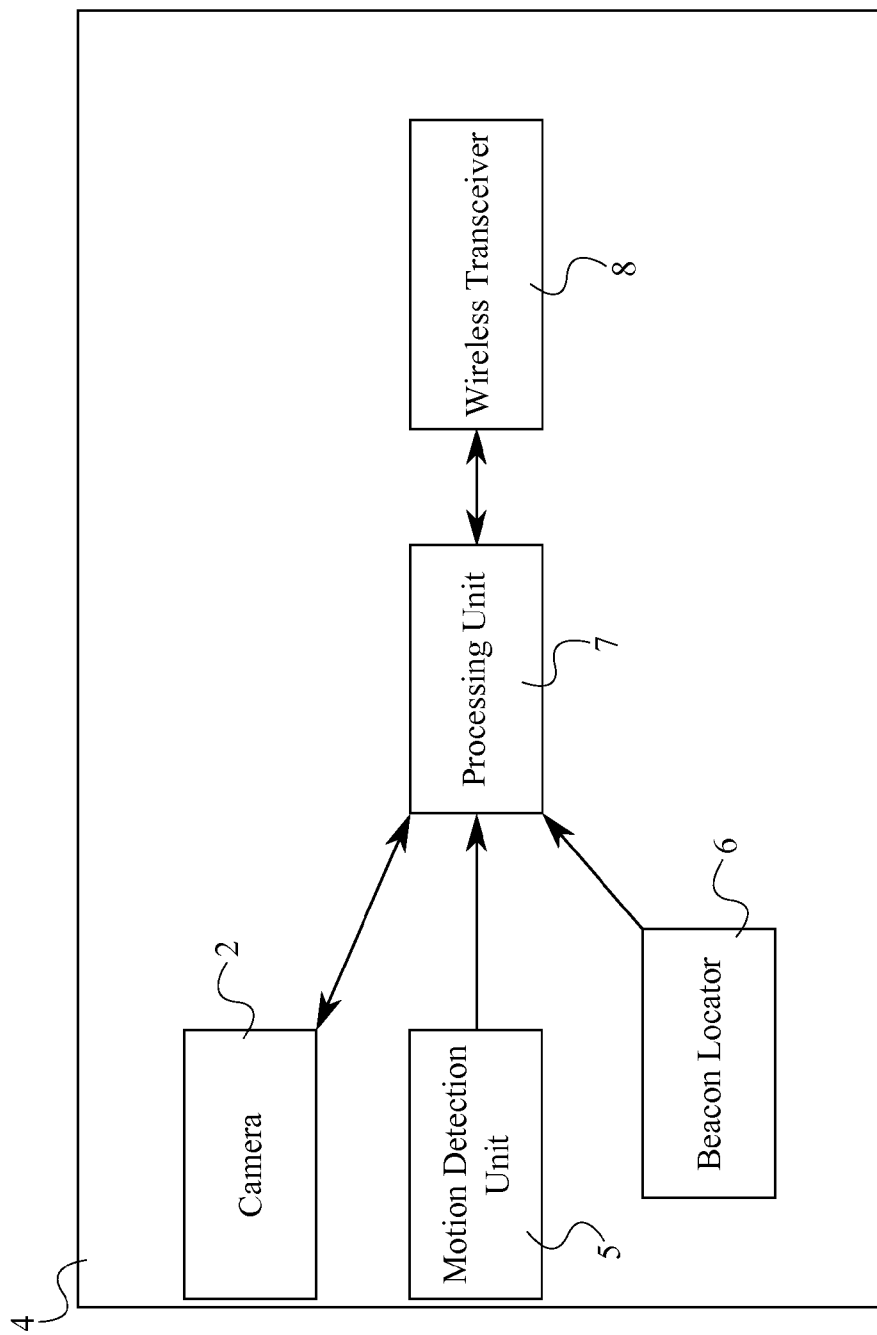 4
Camera
2
Motion Detection
Unit
5
Beacon Locator
6
Processing Unit
7
Wireless Transceiver
8